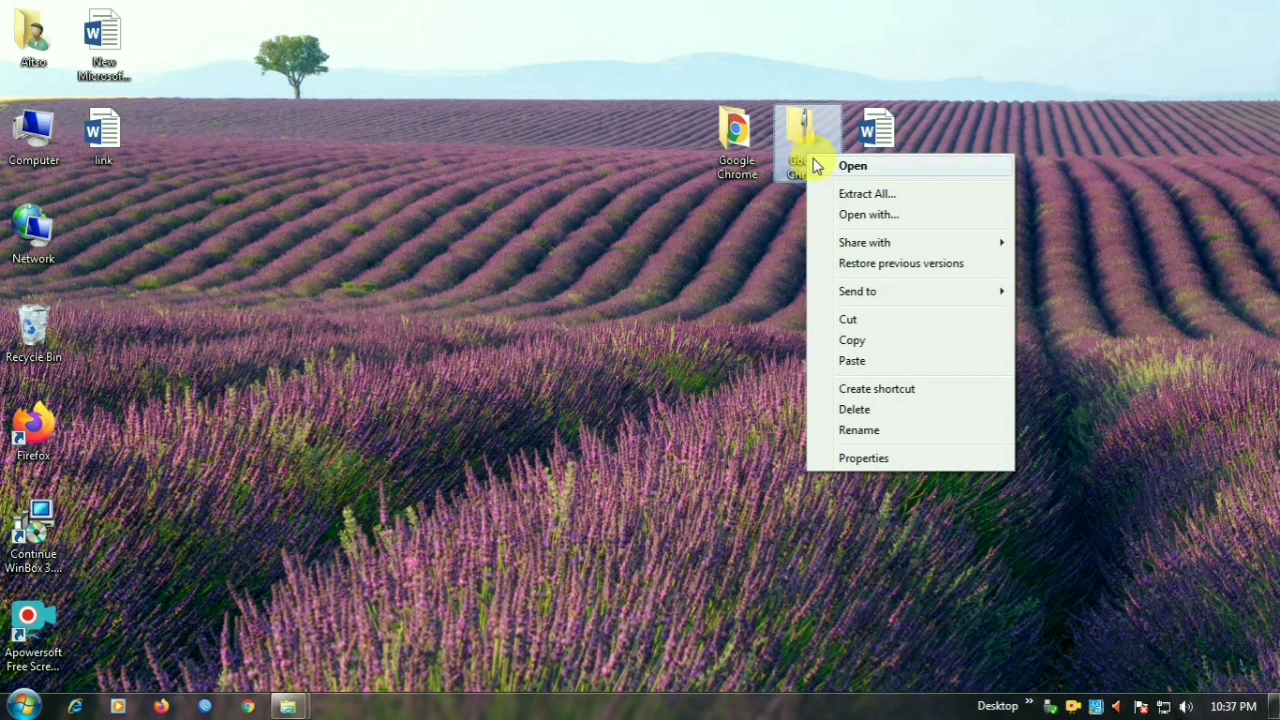 Aitso
New
Microsof...
Computer
link
Network
Recycle Bin
Firefox
Continue
WinBox 3....
Apowersoft
Free Scre...
Google
Chrome
Open
Extract All...
Open with...
Share with
Restore previous versions
Send to
Cut
Copy
Paste
Create shortcut
Delete
Rename
Properties
Desktop
10:37 PM